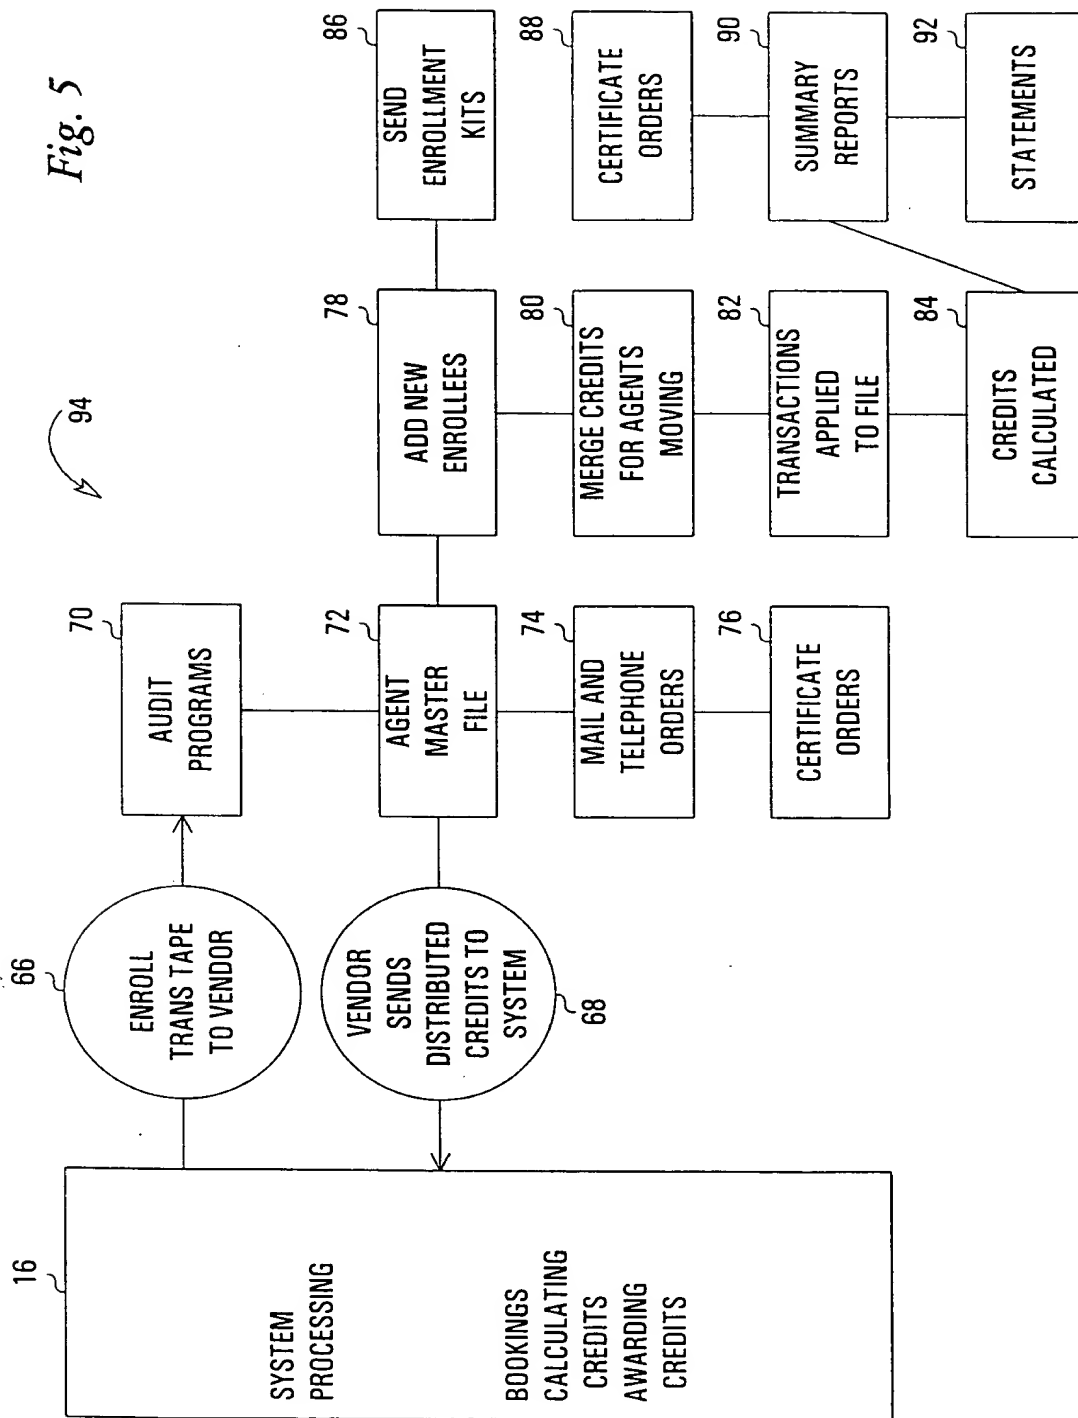 Fig. 5
94
16
SYSTEM
PROCESSING
BOOKINGS
CALCULATING
CREDITS
AWARDING
CREDITS
66
ENROLL
TRANS TAPE
TO VENDOR
VENDOR
SENDS
DISTRIBUTED
CREDITS TO
SYSTEM
68
70
AUDIT
PROGRAMS
72
AGENT
MASTER
FILE
74
MAIL AND
TELEPHONE
ORDERS
76
CERTIFICATE
ORDERS
78
ADD NEW
ENROLLEES
80
MERGE CREDITS
FOR AGENTS
MOVING
82
TRANSACTIONS
APPLIED
TO FILE
84
CREDITS
CALCULATED
86
SEND
ENROLLMENT
KITS
88
CERTIFICATE
ORDERS
90
SUMMARY
REPORTS
92
STATEMENTS